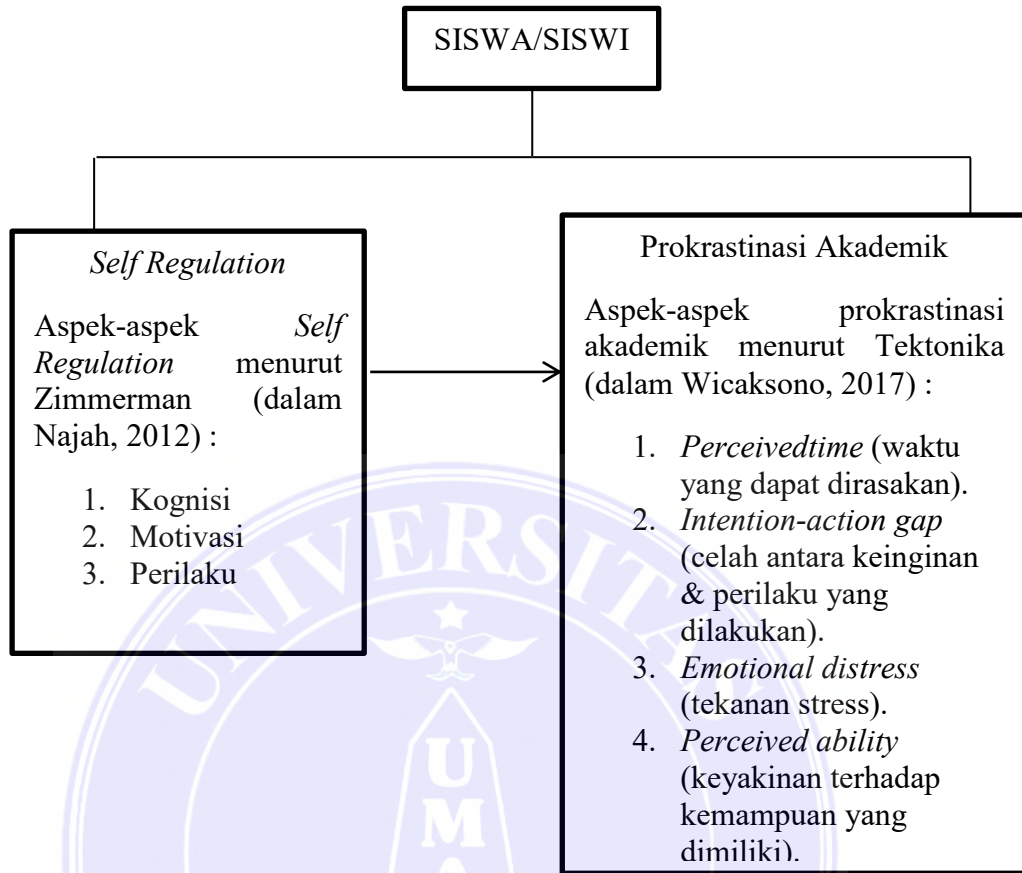 SISWA/SISWI
Self Regulation
Aspek-aspek Self
Regulation menurut
Zimmerman (dalam
Najah, 2012) :
1. Kognisi
2. Motivasi
3. Perilaku
Prokrastinasi Akademik
Aspek-aspek prokrastinasi
akademik menurut Tektonika
(dalam Wicaksono, 2017) :
1. Perceivedtime (waktu
yang dapat dirasakan).
2. Intention-action gap
(celah antara keinginan
& perilaku yang
dilakukan).
3. Emotional distress
(tekanan stress).
4. Perceived ability
(keyakinan terhadap
kemampuan yang
dimiliki).
UNIVERSITAS
U
M
A